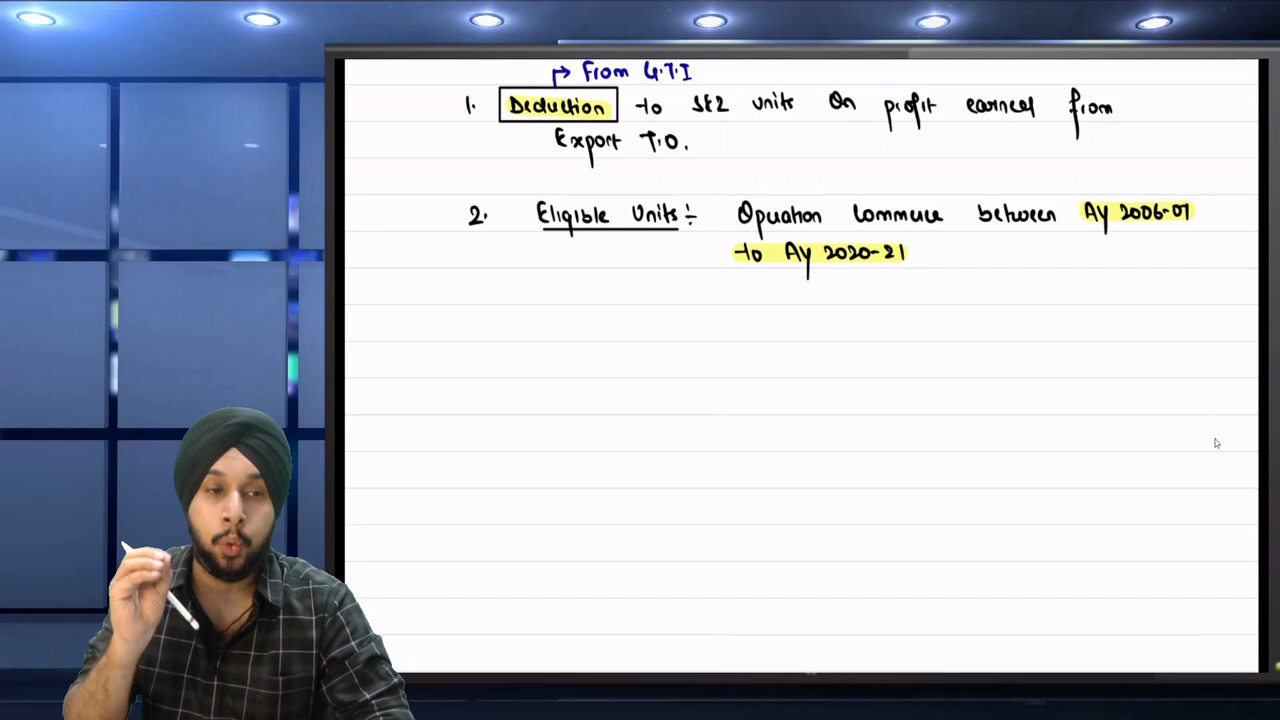 From G.T.I
1. Deduction to SEZ units on profit earned from
Export T.O.
2. Eligible Units:- Operation commence between AY 2006-07
to AY 2020-21